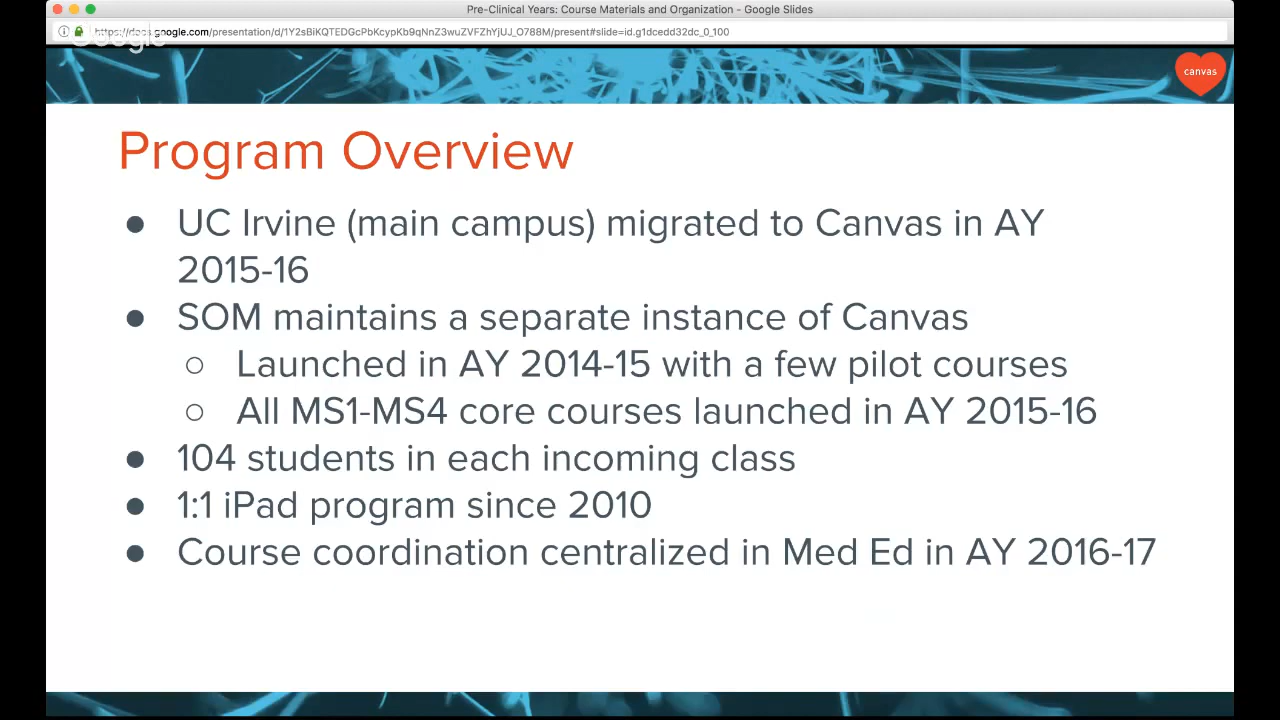 Pre-Clinical Years: Course Materials and Organization - Google Slides
https://docs.google.com/presentation/d/1Y2sBiKQTEDGcPbKcypKb9qNnZ3wuZVFZhYjUJ_O788M/present#slide=id.g1dcedd32dc_0_100
Google
canvas
Program Overview
● UC Irvine (main campus) migrated to Canvas in AY
2015-16
● SOM maintains a separate instance of Canvas
○ Launched in AY 2014-15 with a few pilot courses
○ All MS1-MS4 core courses launched in AY 2015-16
● 104 students in each incoming class
● 1:1 iPad program since 2010
● Course coordination centralized in Med Ed in AY 2016-17